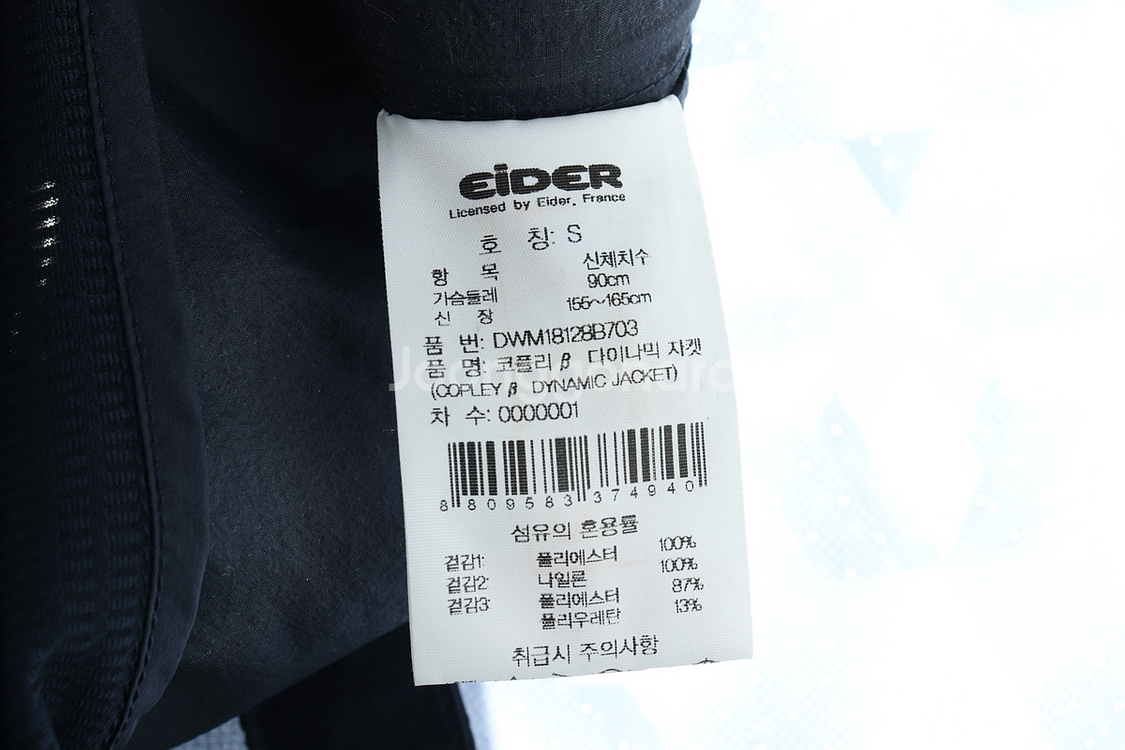 EiDER
Licensed by Eider, France
호 칭: S
항 목 신체치수
가슴둘레 90cm
신 장 155~165cm
품 번: DWM18128B703
품 명: 코플리 β 다이나믹 자켓
(COPLEY β DYNAMIC JACKET)
차 수: 0000001
8 809583 374940
섬유의 혼용률
겉감1: 폴리에스터 100%
겉감2: 나일론 100%
겉감3: 폴리에스터 87%
폴리우레탄 13%
취급시 주의사항